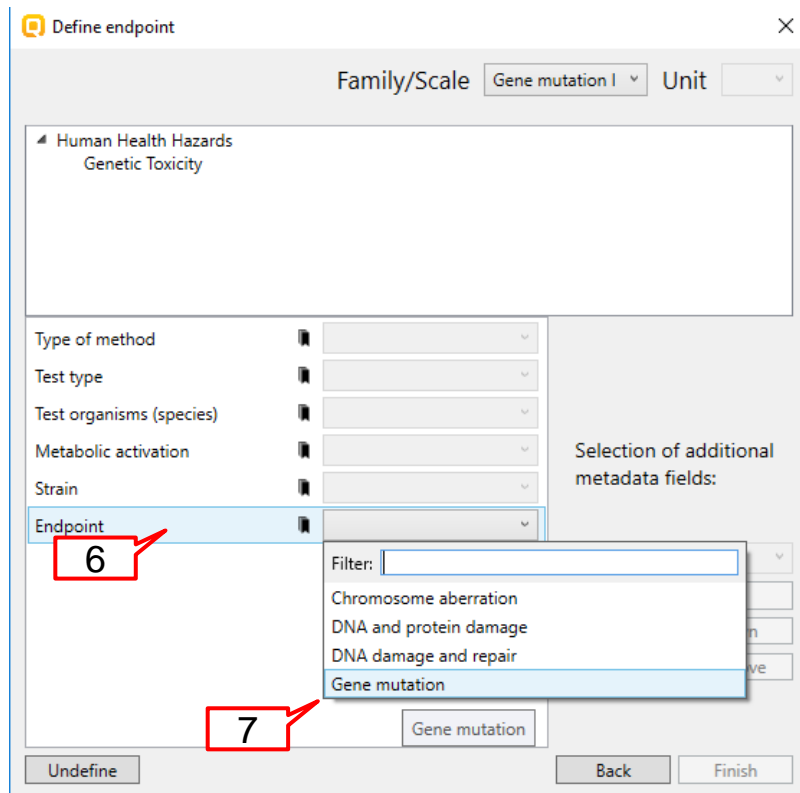 Define endpoint
Family/Scale Gene mutation I Unit
Human Health Hazards
Genetic Toxicity
Type of method
Test type
Test organisms (species)
Metabolic activation
Strain
Endpoint
Selection of additional
metadada fields:
6
Filter:
Chromosome aberration
DNA and protein damage
DNA damage and repair
Gene mutation
n
ve
7
Gene mutation
Undefine Back Finish